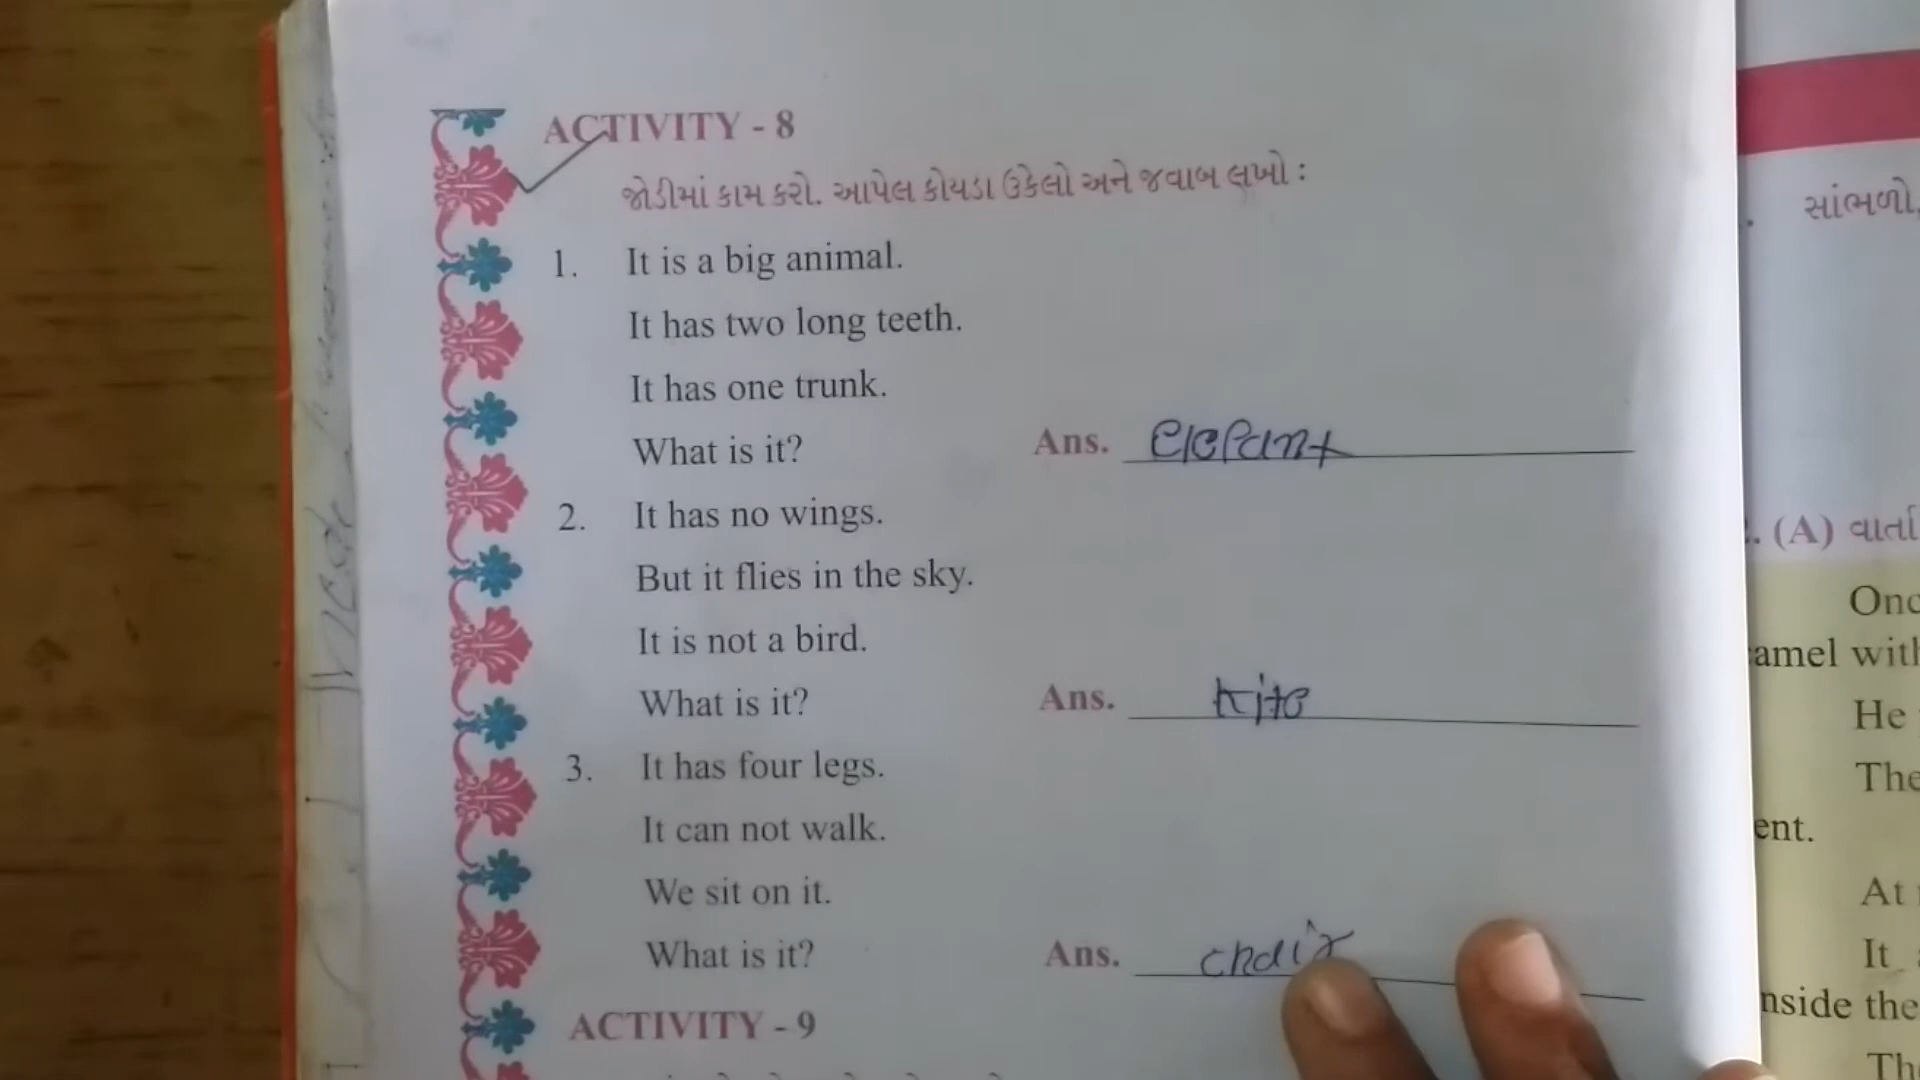 ACTIVITY - 8
જોડીમાં કામ કરો. આપેલ કોયડા ઉકેલો અને જવાબ લખો :
1. It is a big animal.
It has two long teeth.
It has one trunk.
What is it? Ans. elefant
2. It has no wings.
But it flies in the sky.
It is not a bird.
What is it? Ans. kite
3. It has four legs.
It can not walk.
We sit on it.
What is it? Ans. chair
ACTIVITY - 9
સાંભળો,
. (A) વાર્તા
Onc
amel with
He
The
ent.
At
It
nside the
Th